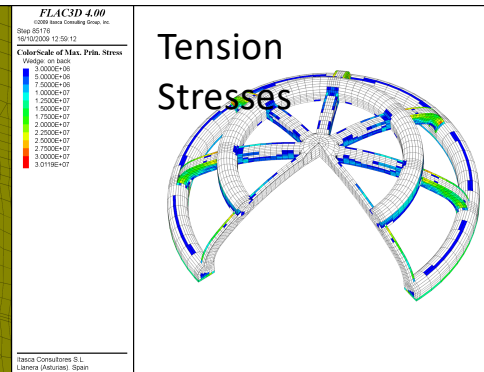 FLAC3D 4.00
©2009 Itasca Consulting Group, Inc.
Step 85178
16/10/2009 12:59:12
ColorScale of Max. Prin. Stress
Wedge: on back
3.0000E+06
5.0000E+06
7.5000E+06
1.0000E+07
1.2500E+07
1.5000E+07
1.7500E+07
2.0000E+07
2.2500E+07
2.5000E+07
2.7500E+07
3.0000E+07
3.0119E+07
Itasca Consultores S.L.
Llanera (Asturias). Spain
Tension
Stresses